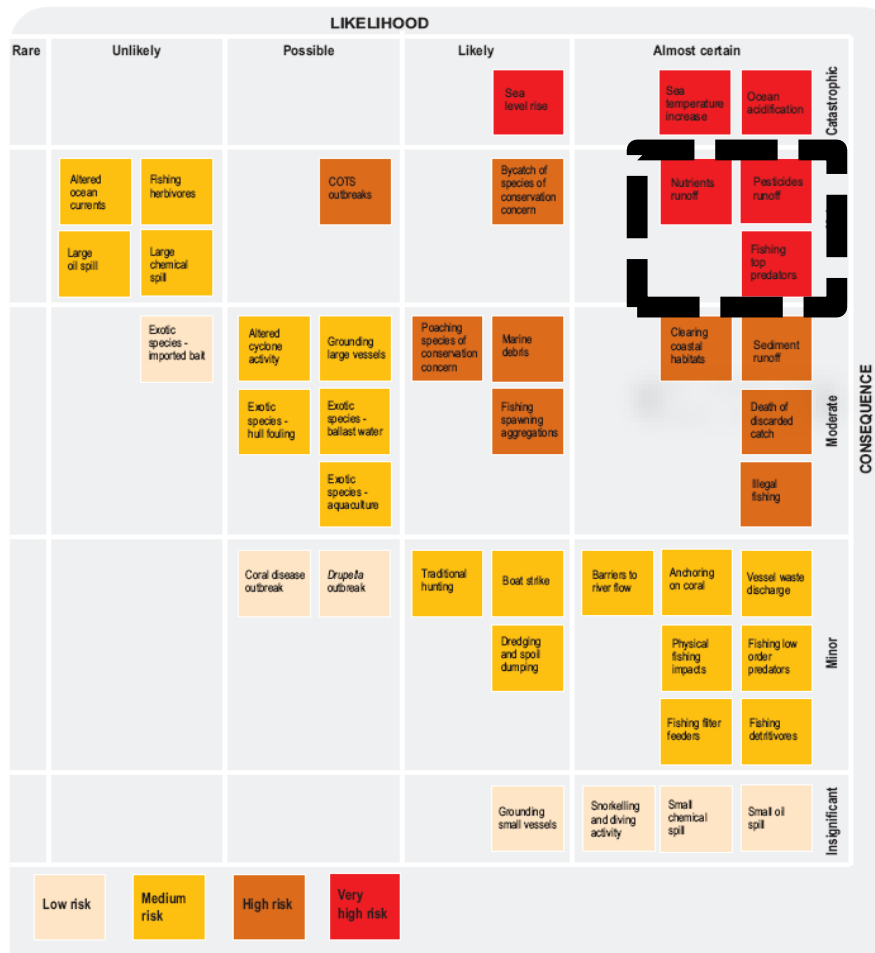 LIKELIHOOD
Rare
Unlikely
Possible
Likely
Almost certain
Sea
level rise
Sea
temperature
increase
Ocean
acidification
Catastrophic
Altered
ocean
currents
Fishing
herbivores
COTS
outbreaks
Bycatch of
species of
conservation
concern
Nutrients
runoff
Pesticides
runoff
Large
oil spill
Large
chemical
spill
Fishing
top
predators
Exotic
species -
imported bait
Altered
cyclone
activity
Grounding
large vessels
Poaching
species of
conservation
concern
Marine
debris
Clearing
coastal
habitats
Sediment
runoff
Exotic
species -
hull fouling
Exotic
species -
ballast water
Fishing
spawning
aggregations
Death of
discarded
catch
Moderate
CONSEQUENCE
Exotic
species -
aquaculture
Illegal
fishing
Coral disease
outbreak
Drupella
outbreak
Traditional
hunting
Boat strike
Barriers to
river flow
Anchoring
on coral
Vessel waste
discharge
Dredging
and spoil
dumping
Physical
fishing
impacts
Fishing low
order
predators
Minor
Fishing filter
feeders
Fishing
detritivores
Grounding
small vessels
Snorkelling
and diving
activity
Small
chemical
spill
Small oil
spill
Insignificant
Low risk
Medium
risk
High risk
Very
high risk